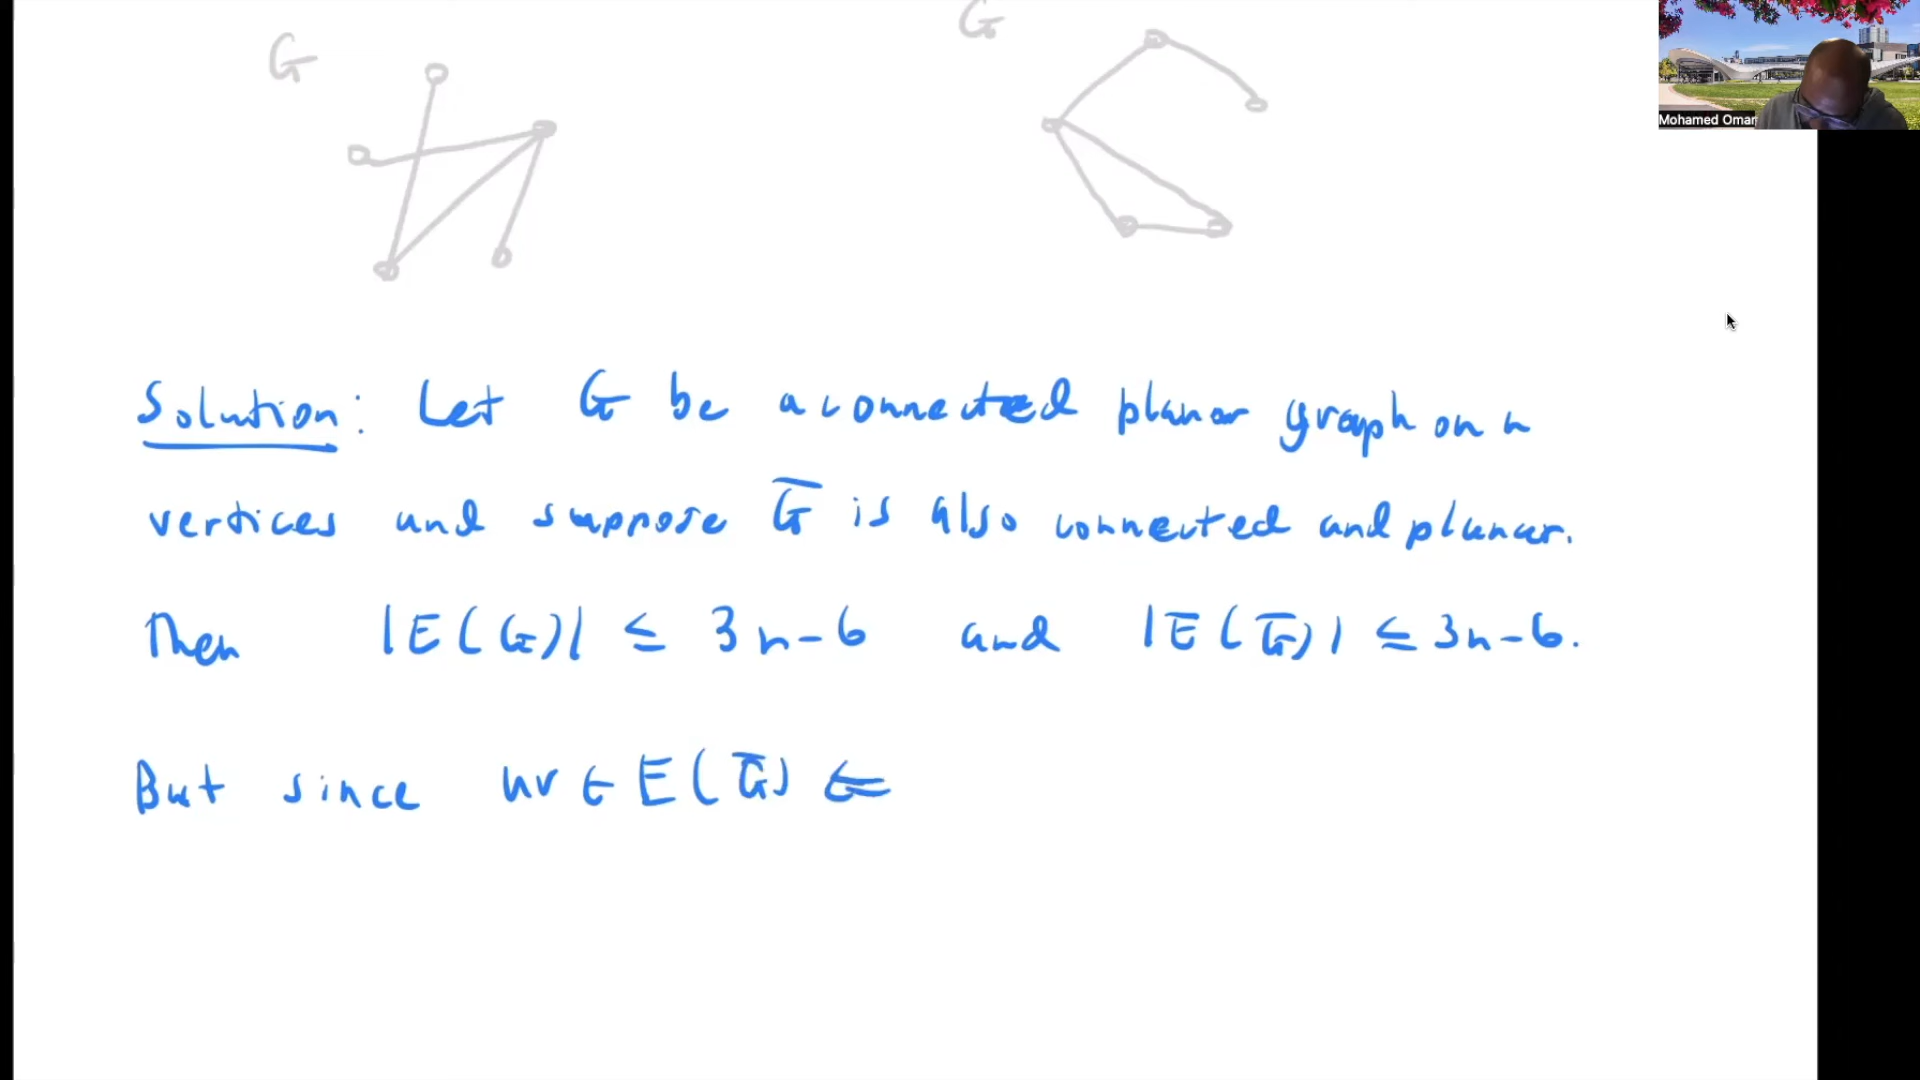 G
G
Mohamed Omar
Solution: Let G be a connected planar graph on n
vertices and suppose G̅ is also connected and planar.
Then |E(G)| ≤ 3n-6 and |E(G̅)| ≤ 3n-6.
But since uv ∈ E(G̅) ⇐